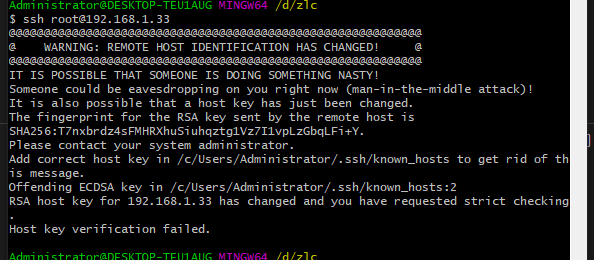 Administrator@DESKTOP-TEU1AUG MINGW64 /d/zlc
$ ssh root@192.168.1.33
@@@@@@@@@@@@@@@@@@@@@@@@@@@@@@@@@@@@@@@@@@@@@@@@@@@@@@@@@@@
@    WARNING: REMOTE HOST IDENTIFICATION HAS CHANGED!     @
@@@@@@@@@@@@@@@@@@@@@@@@@@@@@@@@@@@@@@@@@@@@@@@@@@@@@@@@@@@
IT IS POSSIBLE THAT SOMEONE IS DOING SOMETHING NASTY!
Someone could be eavesdropping on you right now (man-in-the-middle attack)!
It is also possible that a host key has just been changed.
The fingerprint for the RSA key sent by the remote host is
SHA256:T7nxbrdz4sFMHRXhuSiuhqztg1Vz7I1vpLzGbqLFi+Y.
Please contact your system administrator.
Add correct host key in /c/Users/Administrator/.ssh/known_hosts to get rid of th
is message.
Offending ECDSA key in /c/Users/Administrator/.ssh/known_hosts:2
RSA host key for 192.168.1.33 has changed and you have requested strict checking
.
Host key verification failed.
Administrator@DESKTOP-TEU1AUG MINGW64 /d/zlc